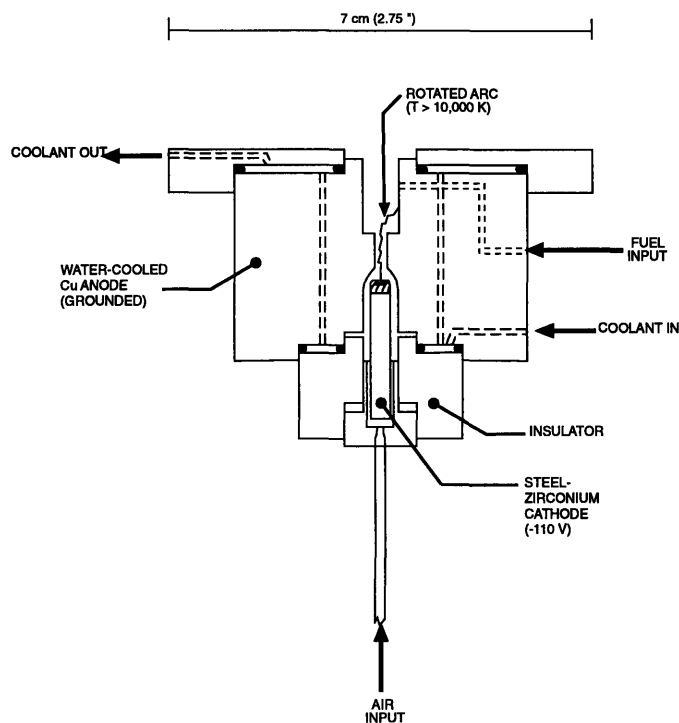 7 cm (2.75 ")
ROTATED ARC
(T > 10,000 K)
COOLANT OUT
FUEL
INPUT
WATER-COOLED
Cu ANODE
(GROUNDED)
COOLANT IN
INSULATOR
STEEL-
ZIRCONIUM
CATHODE
(-110 V)
AIR
INPUT